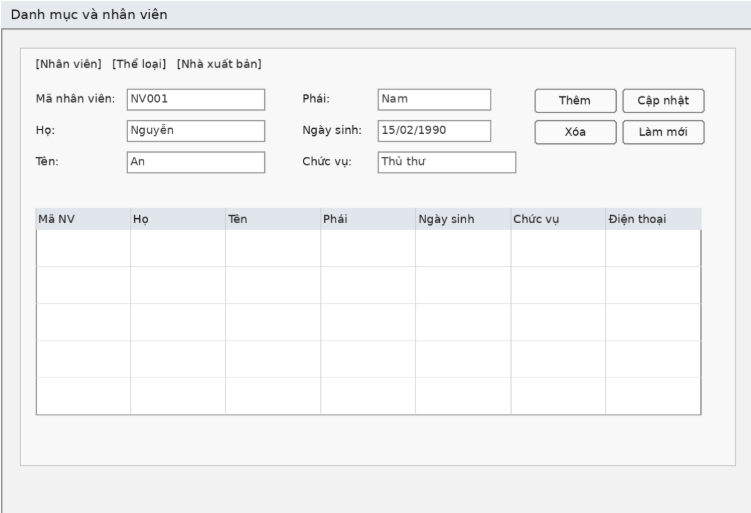 Danh mục và nhân viên
[Nhân viên] [Thể loại] [Nhà xuất bản]
Mã nhân viên: NV001 Phái: Nam Thêm Cập nhật
Họ: Nguyễn Ngày sinh: 15/02/1990 Xóa Làm mới
Tên: An Chức vụ: Thủ thư
Mã NV Họ Tên Phái Ngày sinh Chức vụ Điện thoại